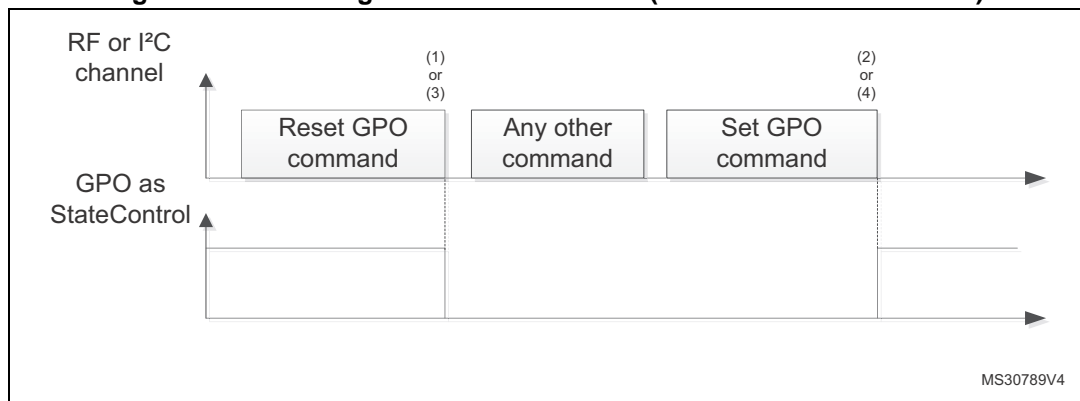 RF or I²C
channel
(1)
or
(3)
(2)
or
(4)
Reset GPO
command
Any other
command
Set GPO
command
GPO as
StateControl
MS30789V4